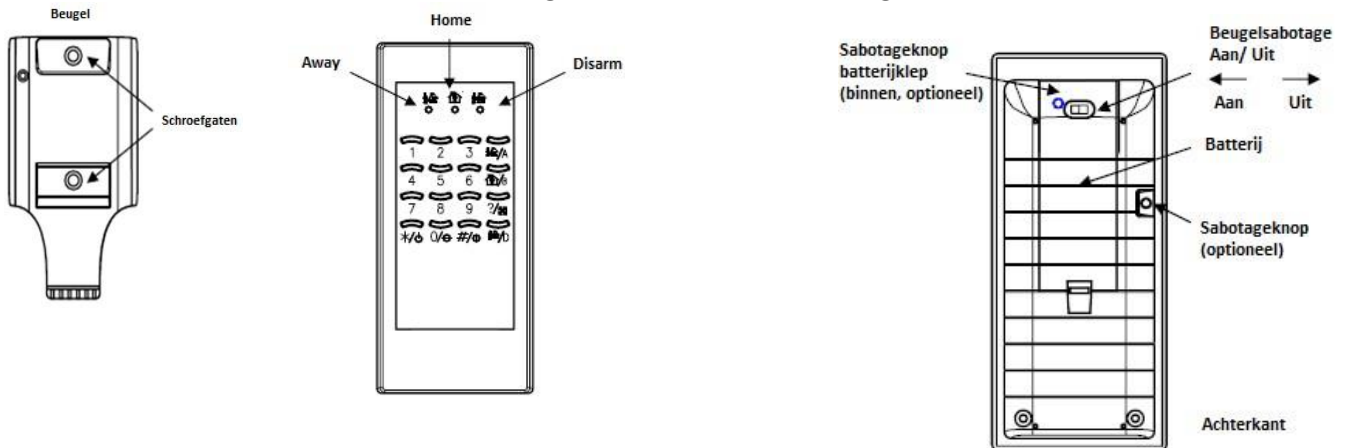 Beugel
Schroefgaten
Home
Away
Disarm
1 2 3 /A
4 5 6
7 8 9 ?/
*/ 0/ #/ /D
Sabotageknop
batterijklep
(binnen, optioneel)
Beugelsabotage
Aan/ Uit
Aan Uit
Batterij
Sabotageknop
(optioneel)
Achterkant